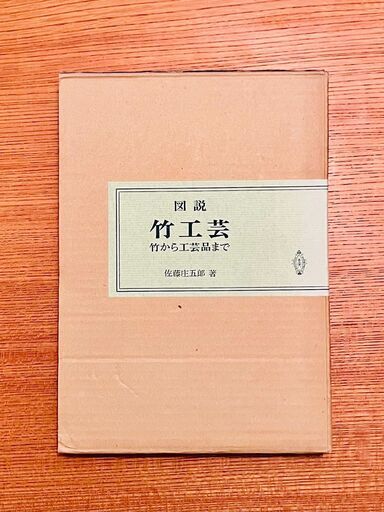 図説
竹工芸
竹から工芸品まで
佐藤庄五郎 著